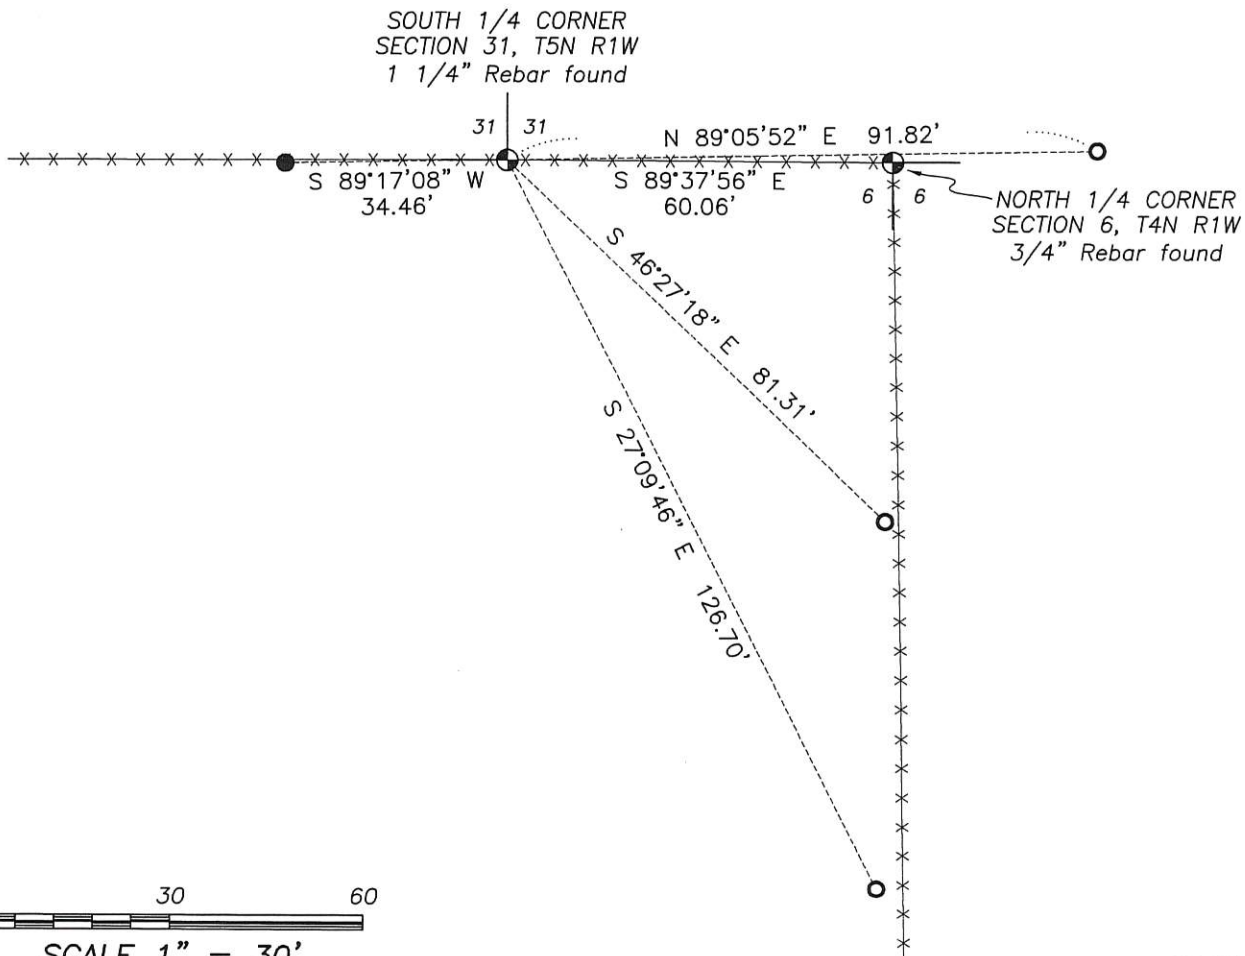 SOUTH 1/4 CORNER
SECTION 31, T5N R1W
1 1/4" Rebar found
31 31
N 89°05'52" E 91.82'
S 89°17'08" W
34.46'
S 89°37'56" E
60.06'
6 6
NORTH 1/4 CORNER
SECTION 6, T4N R1W
3/4" Rebar found
S 46°27'18" E 81.31'
S 27°09'46" E 126.70'
30 60
SCALE 1" = 30'